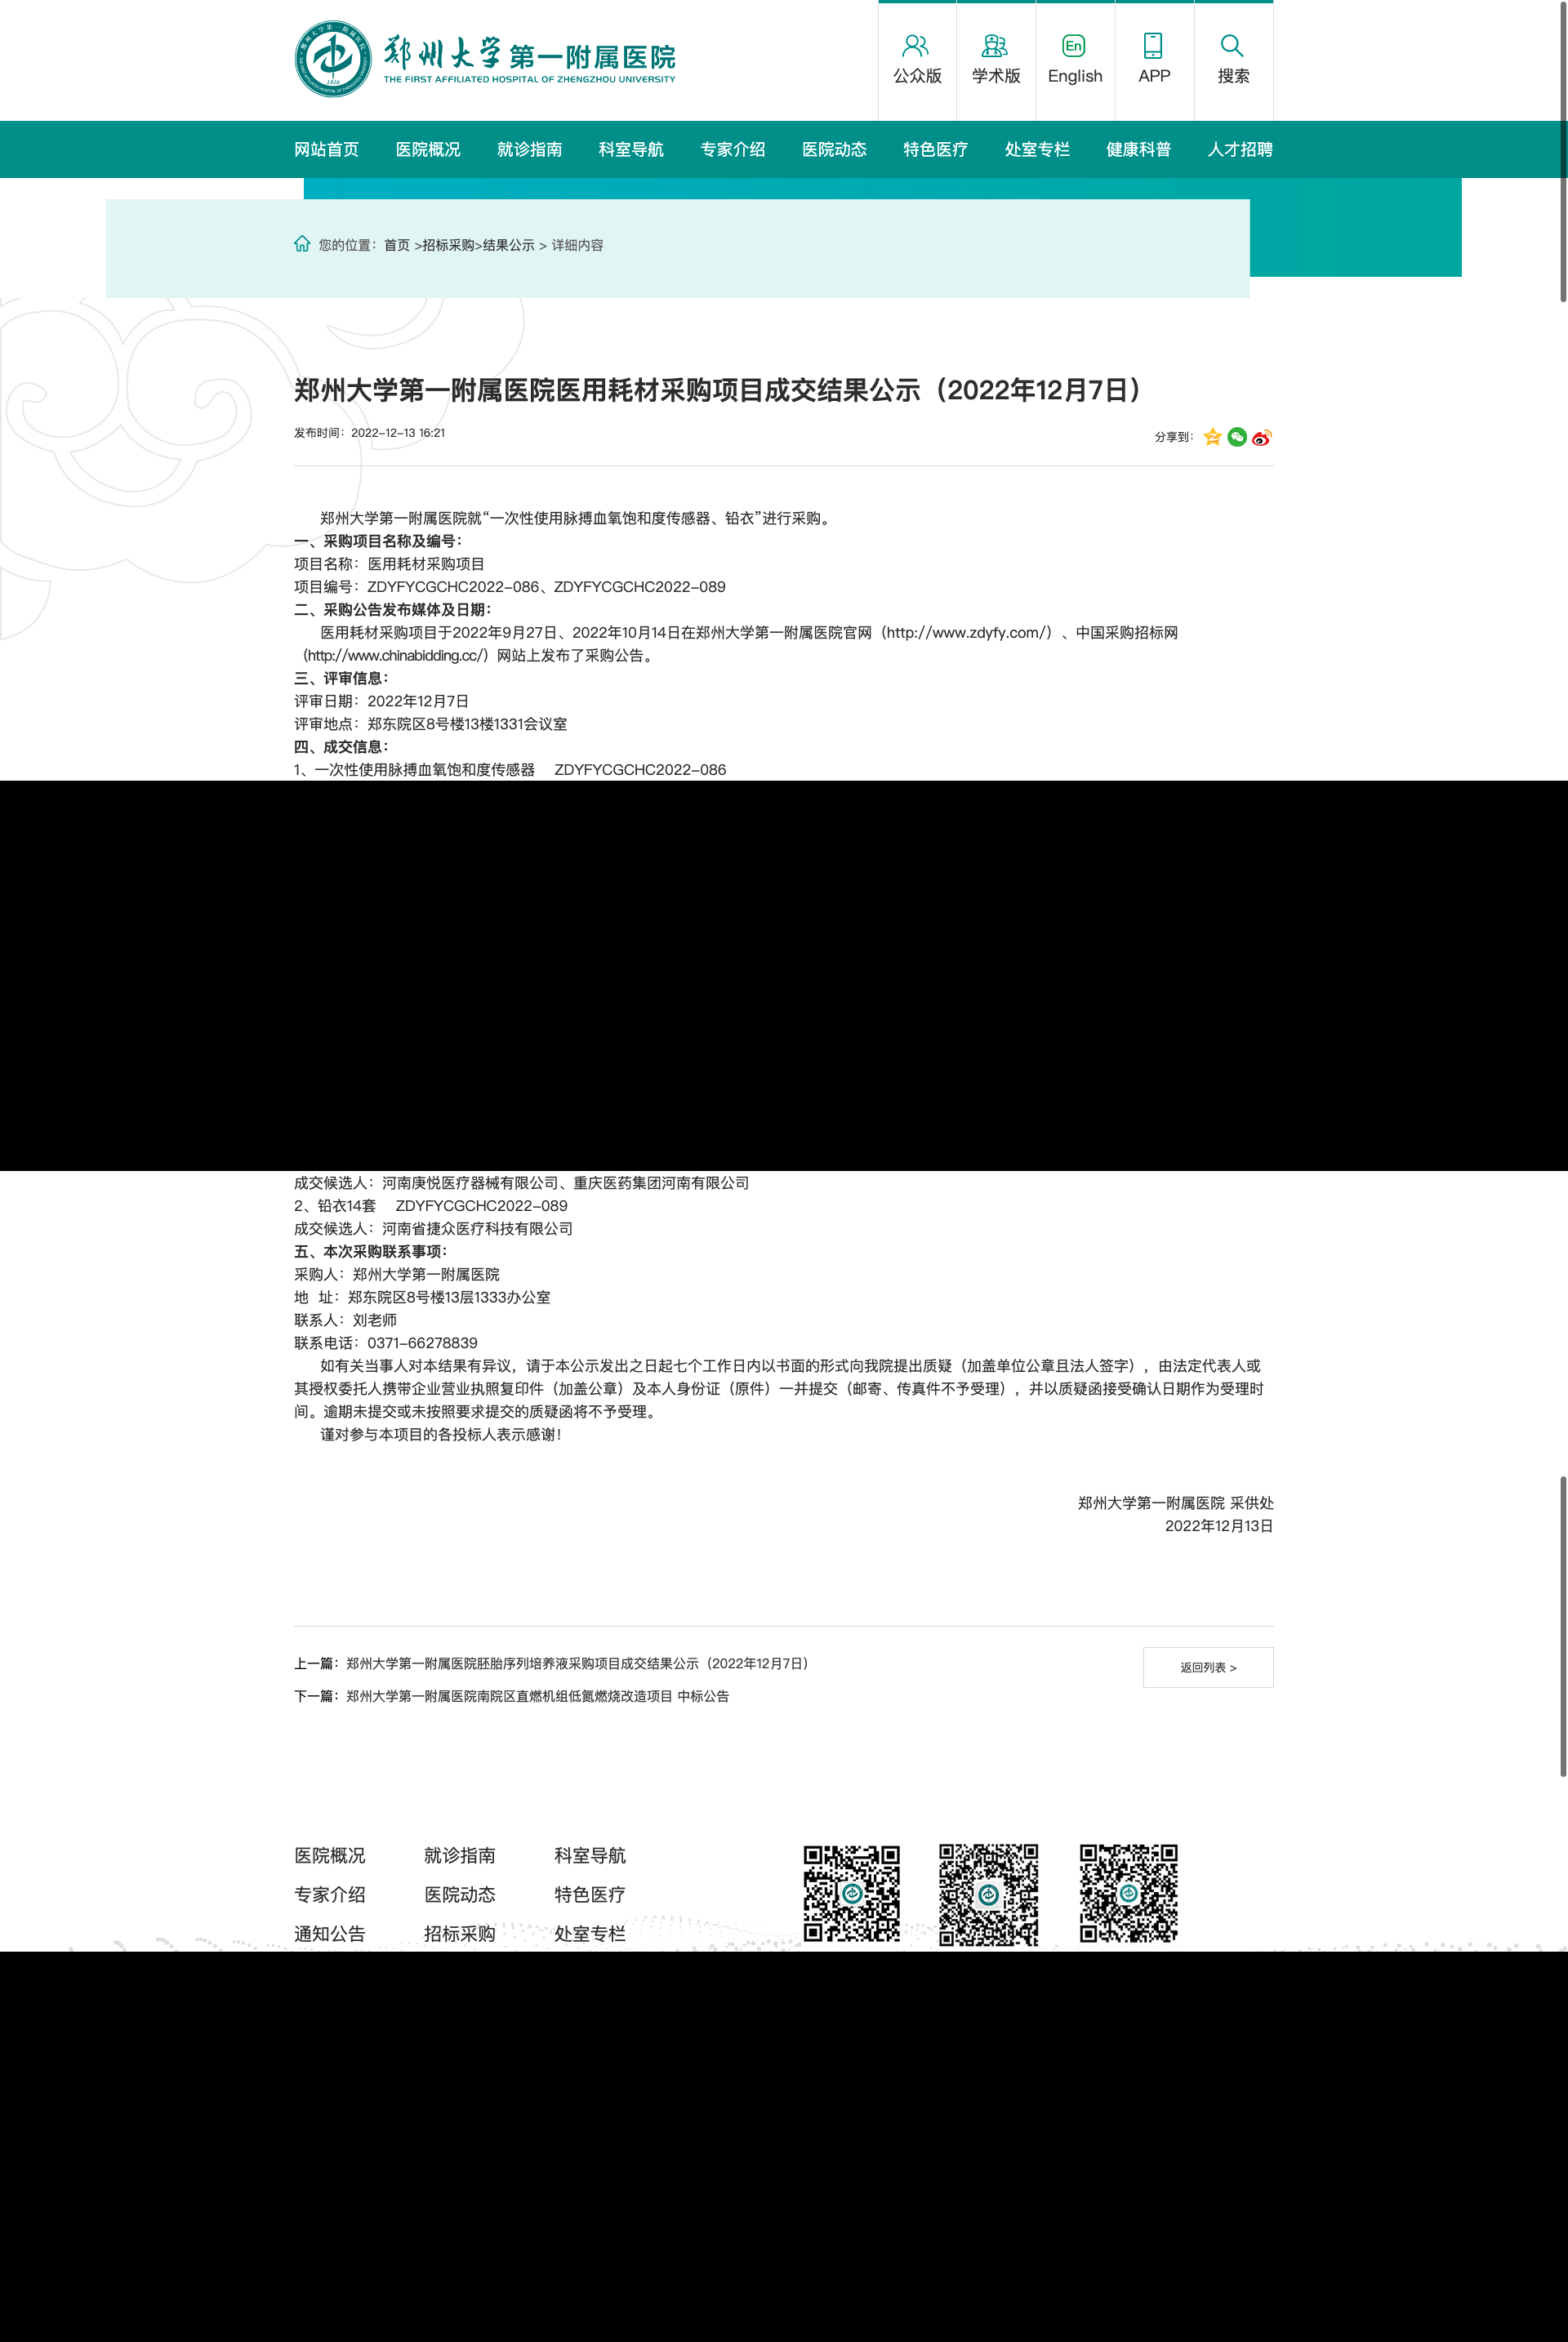 郑州大学第一附属医院
THE FIRST AFFILIATED HOSPITAL OF ZHENGZHOU UNIVERSITY
1928
公众版
学术版
En
English
APP
搜索
网站首页 医院概况 就诊指南 科室导航 专家介绍 医院动态 特色医疗 处室专栏 健康科普 人才招聘
您的位置：首页 >招标采购>结果公示 > 详细内容
郑州大学第一附属医院医用耗材采购项目成交结果公示（2022年12月7日）
发布时间：2022-12-13 16:21
分享到：
郑州大学第一附属医院就“一次性使用脉搏血氧饱和度传感器、铅衣”进行采购。
一、采购项目名称及编号：
项目名称：医用耗材采购项目
项目编号：ZDYFYCGCHC2022-086、ZDYFYCGCHC2022-089
二、采购公告发布媒体及日期：
医用耗材采购项目于2022年9月27日、2022年10月14日在郑州大学第一附属医院官网（http://www.zdyfy.com/）、中国采购招标网
（http://www.chinabidding.cc/）网站上发布了采购公告。
三、评审信息：
评审日期：2022年12月7日
评审地点：郑东院区8号楼13楼1331会议室
四、成交信息：
1、一次性使用脉搏血氧饱和度传感器 ZDYFYCGCHC2022-086
成交候选人：河南庚悦医疗器械有限公司、重庆医药集团河南有限公司
2、铅衣14套 ZDYFYCGCHC2022-089
成交候选人：河南省捷众医疗科技有限公司
五、本次采购联系事项：
采购人：郑州大学第一附属医院
地 址：郑东院区8号楼13层1333办公室
联系人：刘老师
联系电话：0371-66278839
如有关当事人对本结果有异议，请于本公示发出之日起七个工作日内以书面的形式向我院提出质疑（加盖单位公章且法人签字），由法定代表人或
其授权委托人携带企业营业执照复印件（加盖公章）及本人身份证（原件）一并提交（邮寄、传真件不予受理），并以质疑函接受确认日期作为受理时
间。逾期未提交或未按照要求提交的质疑函将不予受理。
谨对参与本项目的各投标人表示感谢！
郑州大学第一附属医院 采供处
2022年12月13日
上一篇：郑州大学第一附属医院胚胎序列培养液采购项目成交结果公示（2022年12月7日）
返回列表 >
下一篇：郑州大学第一附属医院南院区直燃机组低氮燃烧改造项目 中标公告
医院概况 就诊指南 科室导航
专家介绍 医院动态 特色医疗
通知公告 招标采购 处室专栏